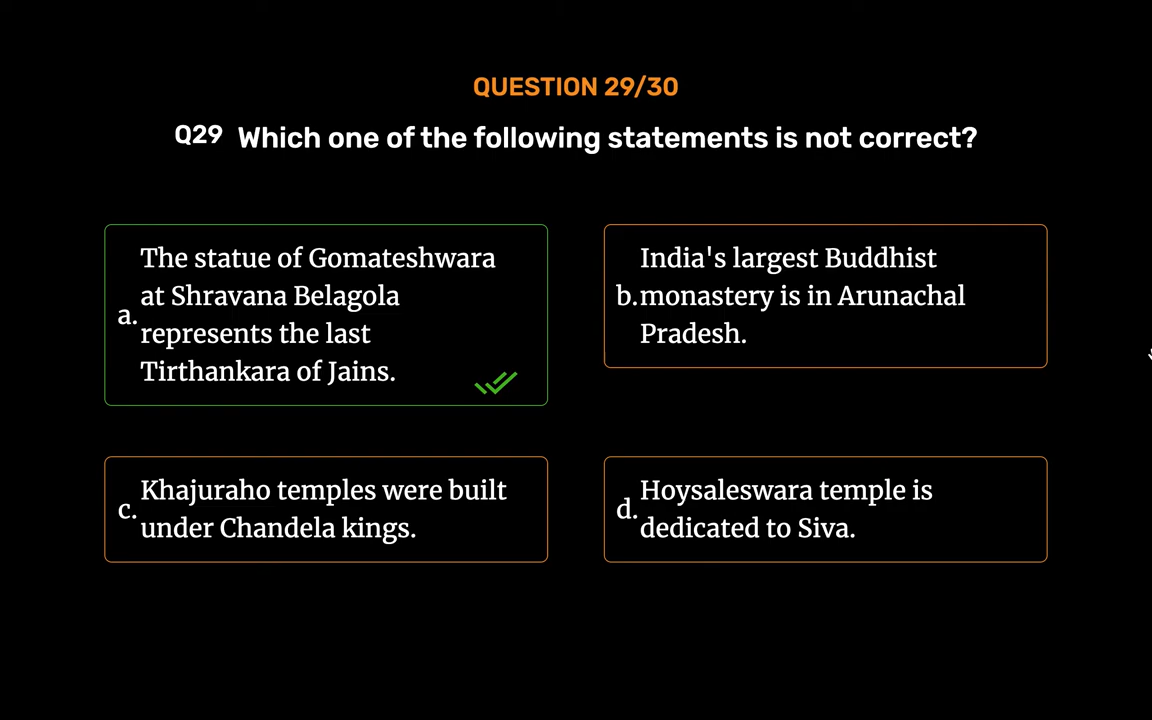 QUESTION 29/30
Q29 Which one of the following statements is not correct?
a.
The statue of Gomateshwara
at Shravana Belagola
represents the last
Tirthankara of Jains.
b.
India's largest Buddhist
monastery is in Arunachal
Pradesh.
c.
Khajuraho temples were built
under Chandela kings.
d.
Hoysaleswara temple is
dedicated to Siva.